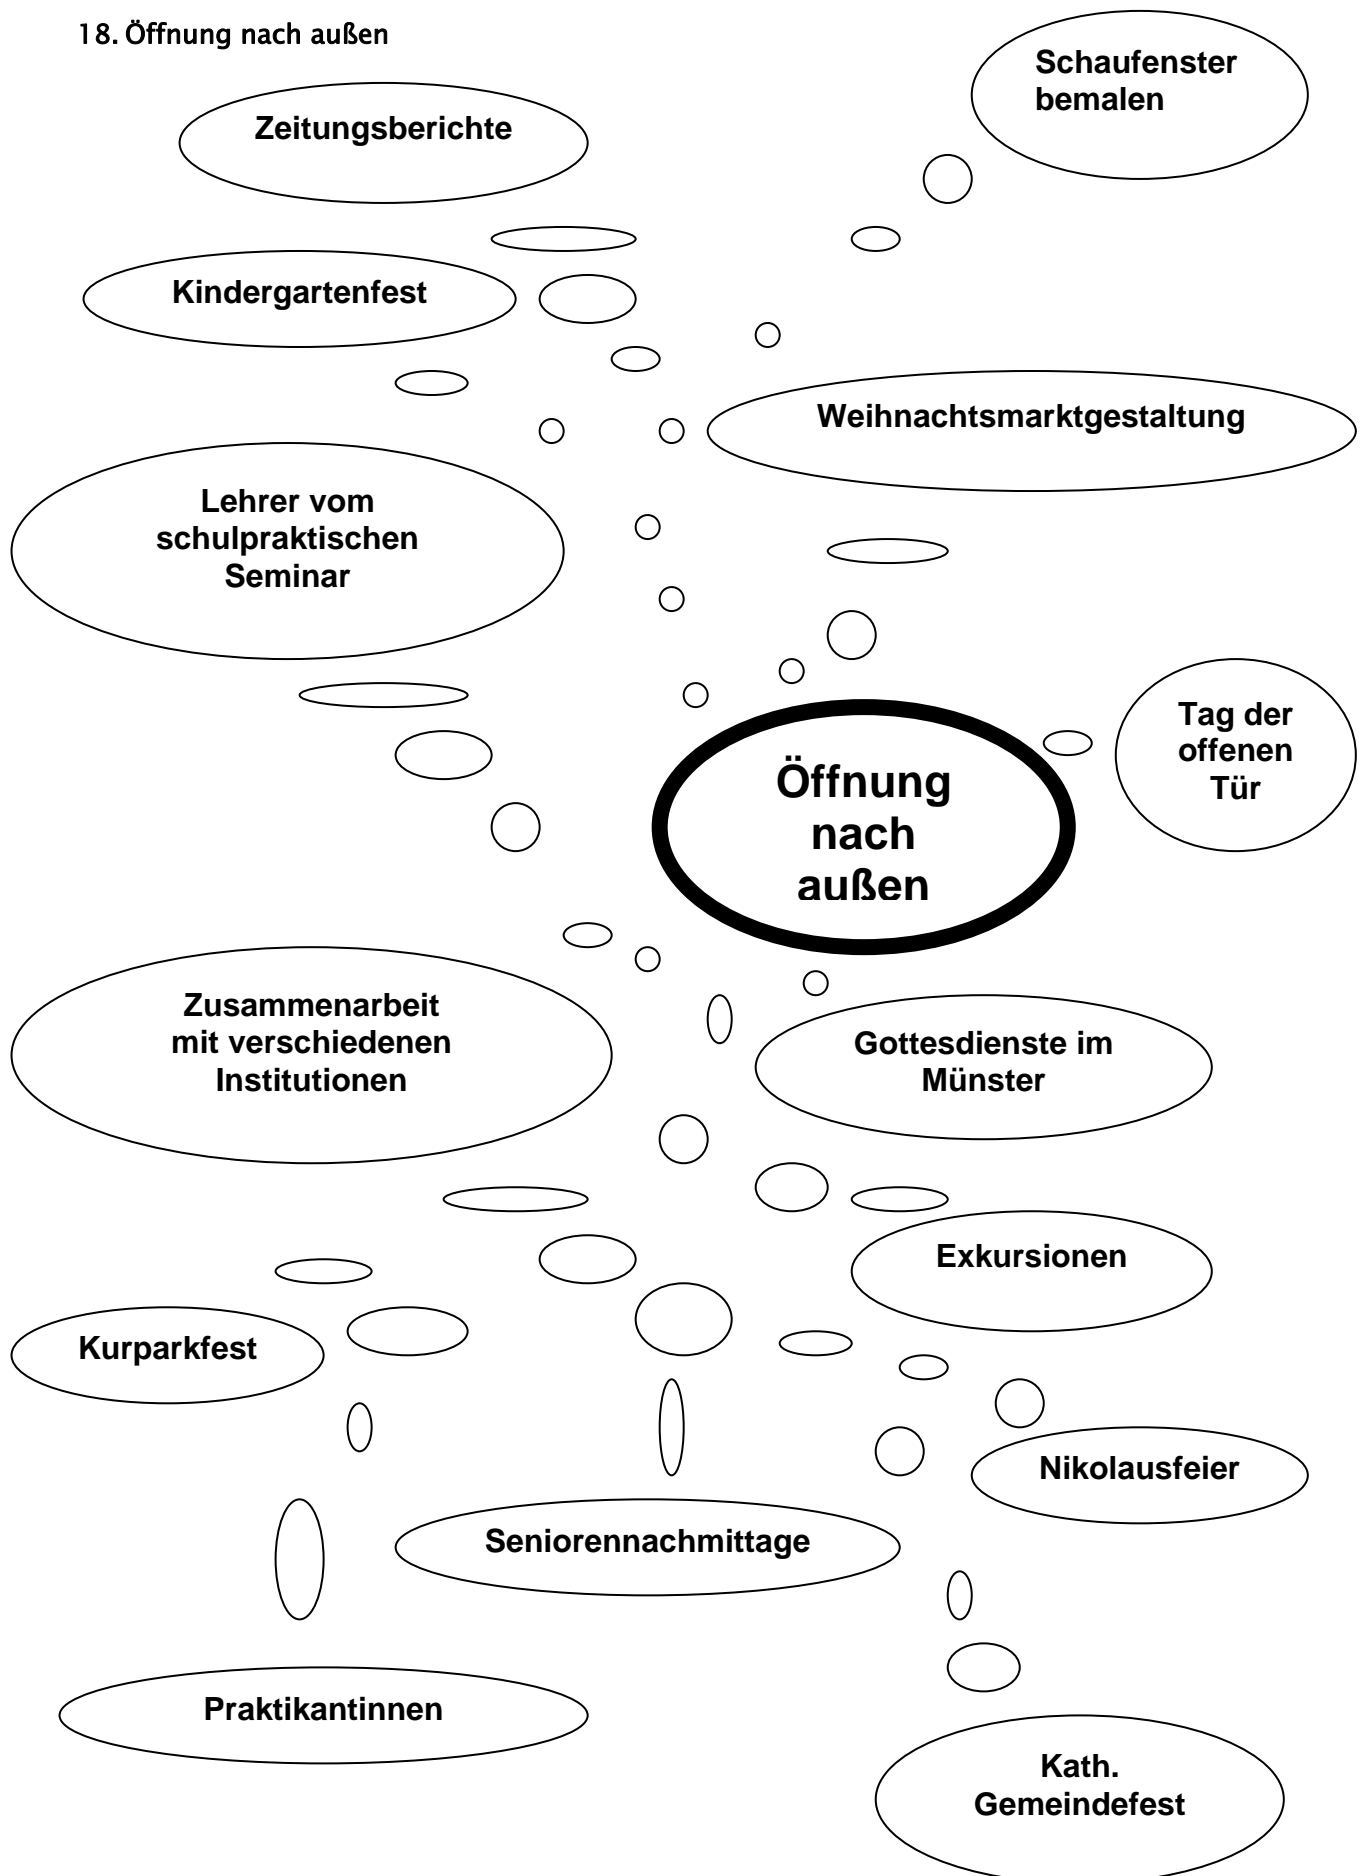 18. Öffnung nach außen
Schaufenster
bemalen
Zeitungsberichte
Kindergartenfest
Weihnachtsmarktgestaltung
Lehrer vom
schulpraktischen
Seminar
Tag der
offenen
Tür
Öffnung
nach
außen
Zusammenarbeit
mit verschiedenen
Institutionen
Gottesdienste im
Münster
Exkursionen
Kurparkfest
Nikolausfeier
Seniorennachmittage
Praktikantinnen
Kath.
Gemeindefest